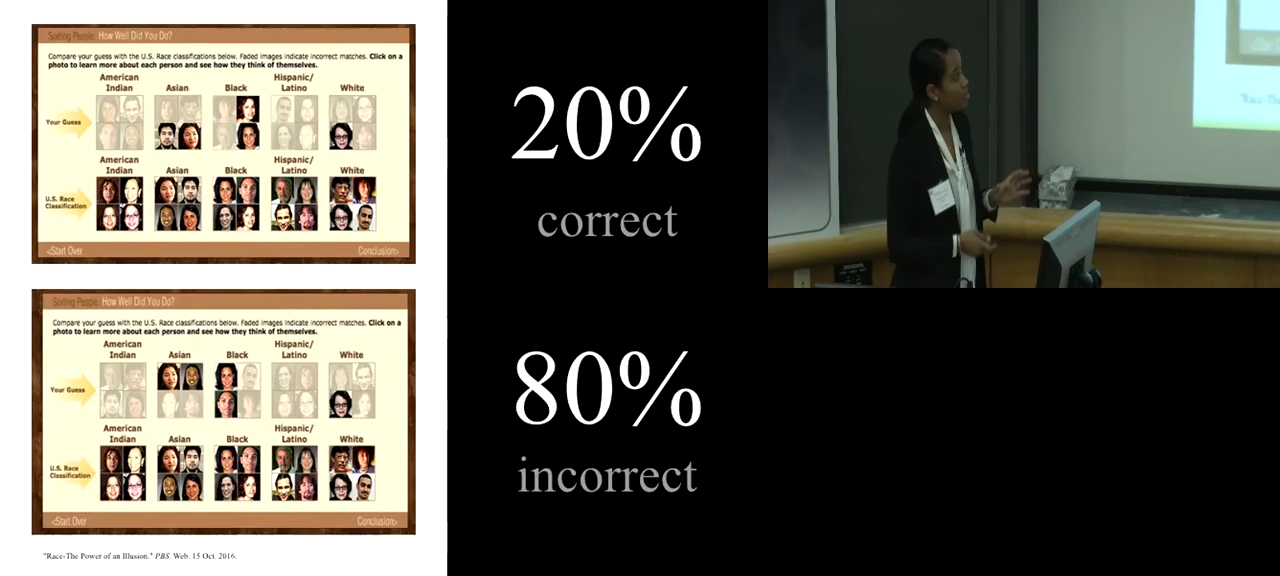 Sorting People: How Well Did You Do?
Compare your guess with the U.S. Race classifications below. Faded images indicate incorrect matches. Click on a
photo to learn more about each person and see how they think of themselves.
American Indian Asian Black Hispanic/ Latino White
Your Guess
American Indian Asian Black Hispanic/ Latino White
U.S. Race
Classification
<Start Over Conclusion>
20%
correct
Sorting People: How Well Did You Do?
Compare your guess with the U.S. Race classifications below. Faded images indicate incorrect matches. Click on a
photo to learn more about each person and see how they think of themselves.
American Indian Asian Black Hispanic/ Latino White
Your Guess
American Indian Asian Black Hispanic/ Latino White
U.S. Race
Classification
<Start Over Conclusion>
80%
incorrect
"Race-The Power of an Illusion." PBS. Web. 15 Oct. 2016.